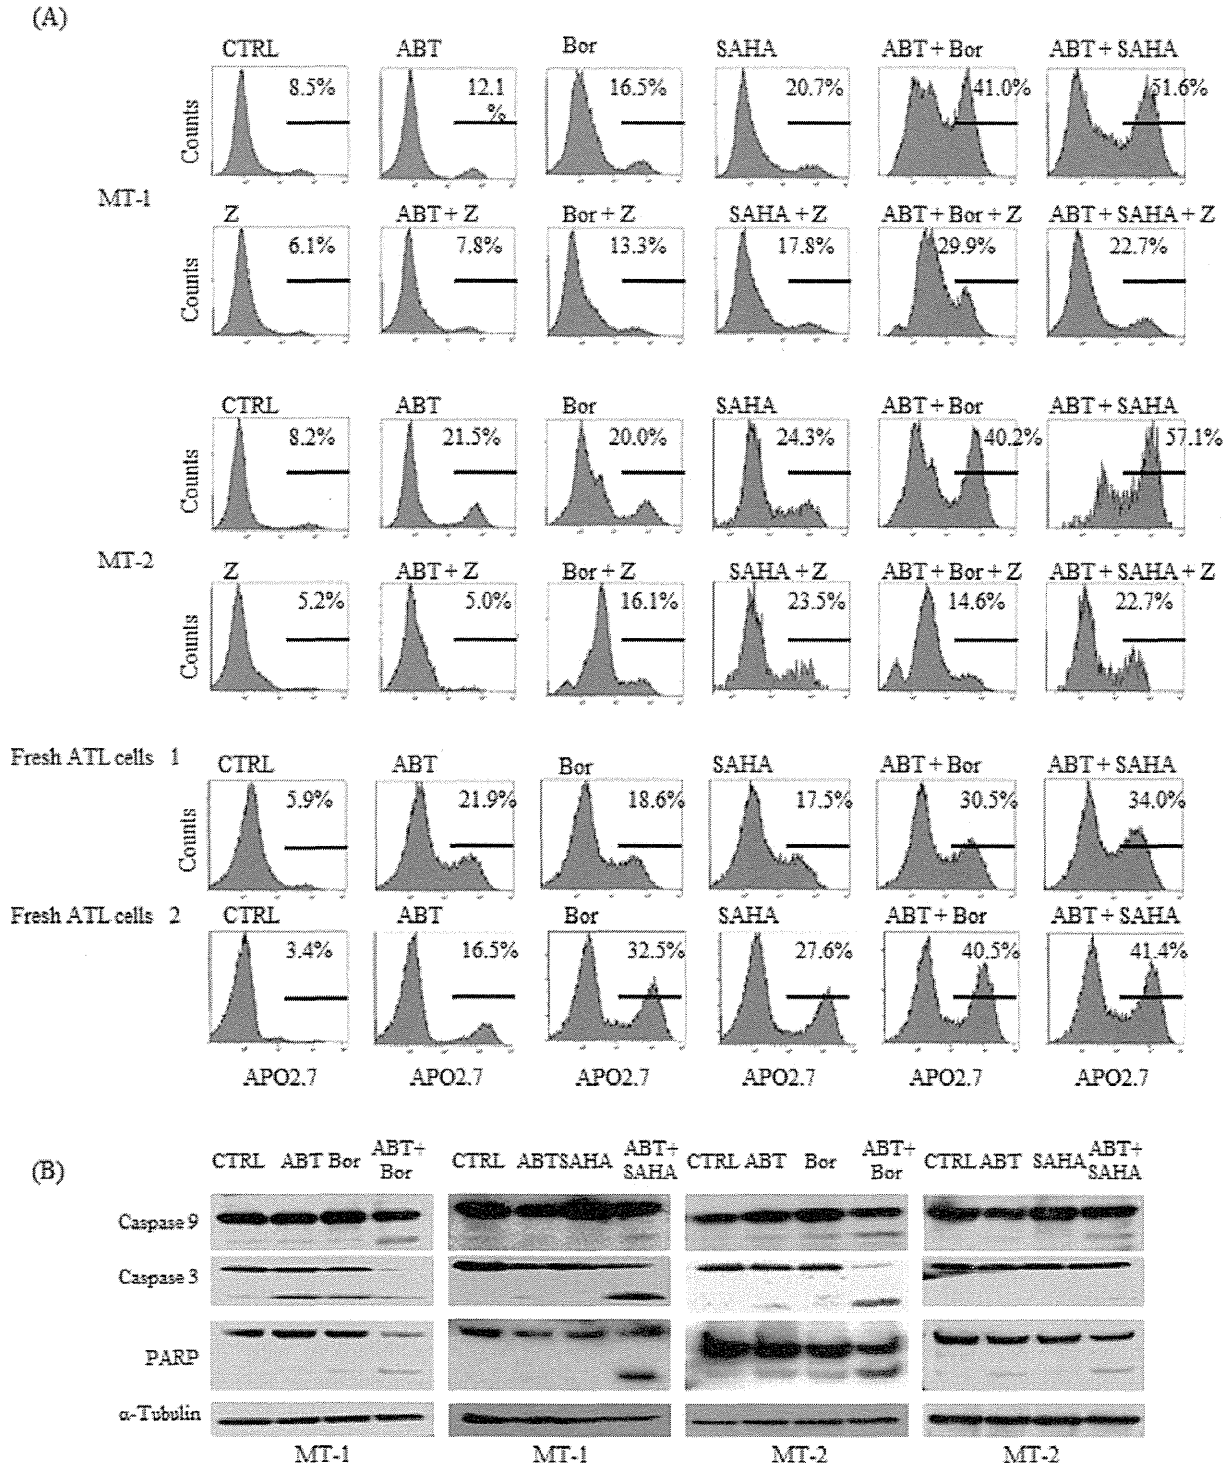 (A)
CTRL ABT Bor SAHA ABT + Bor ABT + SAHA
8.5% 12.1 % 16.5% 20.7% 41.0% 51.6%
Counts
MT-1
Z ABT + Z Bor + Z SAHA + Z ABT + Bor + Z ABT + SAHA + Z
6.1% 7.8% 13.3% 17.8% 29.9% 22.7%
Counts
CTRL ABT Bor SAHA ABT + Bor ABT + SAHA
8.2% 21.5% 20.0% 24.3% 40.2% 57.1%
Counts
MT-2
Z ABT + Z Bor + Z SAHA + Z ABT + Bor + Z ABT + SAHA + Z
5.2% 5.0% 16.1% 23.5% 14.6% 22.7%
Counts
Fresh ATL cells 1
CTRL ABT Bor SAHA ABT + Bor ABT + SAHA
5.9% 21.9% 18.6% 17.5% 30.5% 34.0%
Counts
Fresh ATL cells 2
CTRL ABT Bor SAHA ABT + Bor ABT + SAHA
3.4% 16.5% 32.5% 27.6% 40.5% 41.4%
APO2.7 APO2.7 APO2.7 APO2.7 APO2.7 APO2.7
(B)
CTRL ABT Bor ABT+ Bor CTRL ABT SAHA ABT+ SAHA CTRL ABT Bor ABT+ Bor CTRL ABT SAHA ABT+ SAHA
Caspase 9
Caspase 3
PARP
α-Tubulin
MT-1 MT-1 MT-2 MT-2